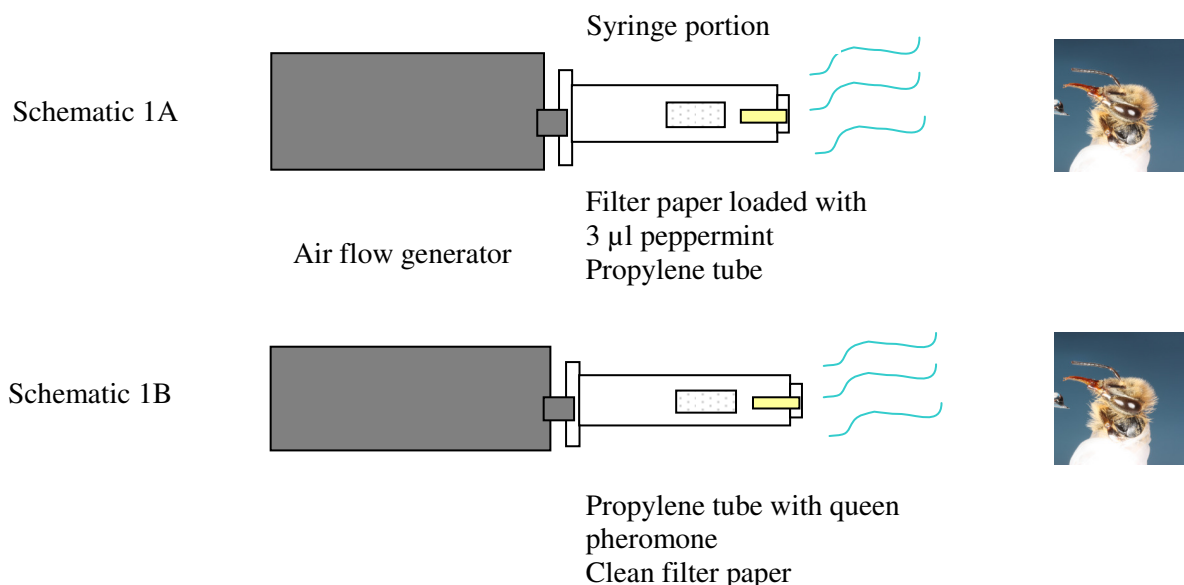 Syringe portion
Schematic 1A
Filter paper loaded with
3 µl peppermint
Propylene tube
Air flow generator
Schematic 1B
Propylene tube with queen
pheromone
Clean filter paper